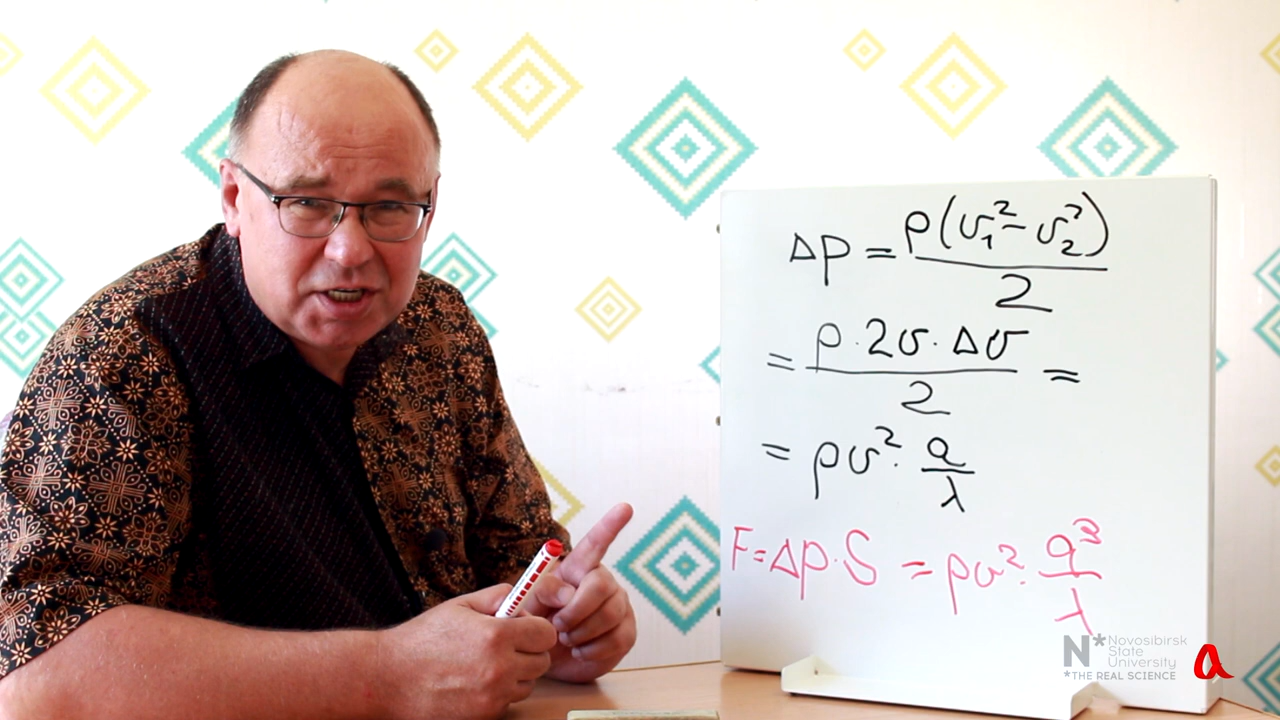 Δp = ρ(υ₁² − υ₂²) / 2
= ρ · 2υ · Δυ / 2 =
= ρυ² · a / λ
F = Δp · S = ρυ² · a³ / λ
N* Novosibirsk
State
University
*THE REAL SCIENCE
a